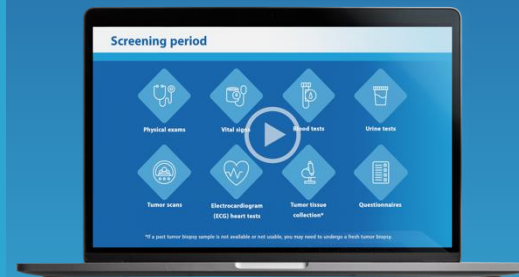 Screening period
Physical exams
Vital signs
Blood tests
Urine tests
Tumor scans
Electrocardiogram
(ECG) heart tests
Tumor tissue
collection*
Questionnaires
*If a past tumor biopsy sample is not available or not usable, you may need to undergo a fresh tumor biopsy.